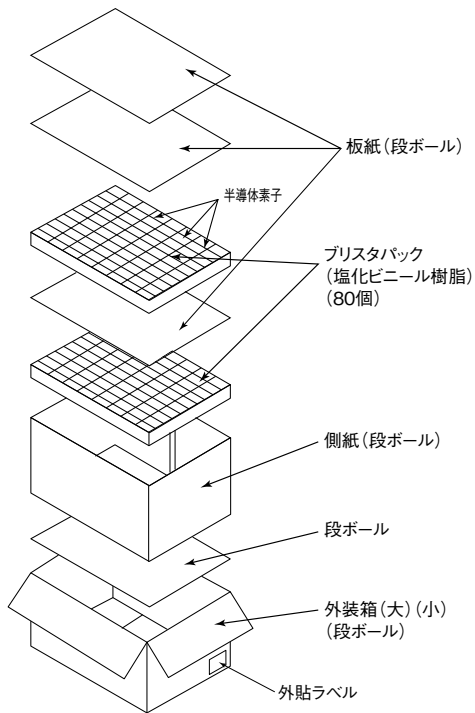 板紙（段ボール）
半導体素子
ブリスタパック
（塩化ビニール樹脂）
（80個）
側紙（段ボール）
段ボール
外装箱（大）（小）
（段ボール）
外貼ラベル